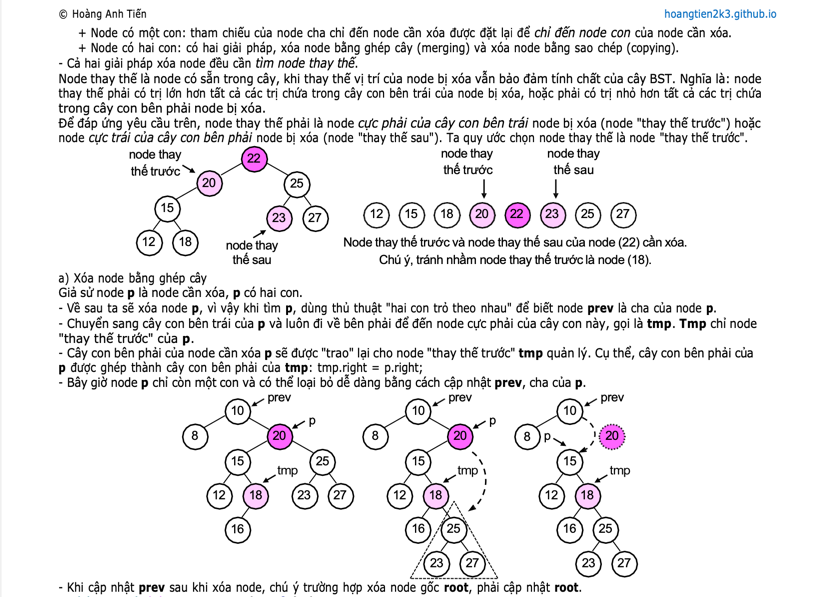 © Hoàng Anh Tiến hoangtien2k3.github.io
+ Node có một con: tham chiếu của node cha chỉ đến node cần xóa được đặt lại để chỉ đến node con của node cần xóa.
+ Node có hai con: có hai giải pháp, xóa node bằng ghép cây (merging) và xóa node bằng sao chép (copying).
- Cả hai giải pháp xóa node đều cần tìm node thay thế.
Node thay thế là node có sẵn trong cây, khi thay thế vị trí của node bị xóa vẫn bảo đảm tính chất của cây BST. Nghĩa là: node
thay thế phải có trị lớn hơn tất cả các trị chứa trong cây con bên trái của node bị xóa, hoặc phải có trị nhỏ hơn tất cả các trị chứa
trong cây con bên phải node bị xóa.
Để đáp ứng yêu cầu trên, node thay thế phải là node cực phải của cây con bên trái node bị xóa (node "thay thế trước") hoặc
node cực trái của cây con bên phải node bị xóa (node "thay thế sau"). Ta quy ước chọn node thay thế là node "thay thế trước".
node thay
thế trước
22
20
25
15
23
27
12
18
node thay
thế sau
node thay
thế trước
node thay
thế sau
12 15 18 20 22 23 25 27
Node thay thế trước và node thay thế sau của node (22) cần xóa.
Chú ý, tránh nhầm node thay thế trước là node (18).
a) Xóa node bằng ghép cây
Giả sử node p là node cần xóa, p có hai con.
- Về sau ta sẽ xóa node p, vì vậy khi tìm p, dùng thủ thuật "hai con trỏ theo nhau" để biết node prev là cha của node p.
- Chuyển sang cây con bên trái của p và luôn đi về bên phải để đến node cực phải của cây con này, gọi là tmp. Tmp chỉ node
"thay thế trước" của p.
- Cây con bên phải của node cần xóa p sẽ được "trao" lại cho node "thay thế trước" tmp quản lý. Cụ thể, cây con bên phải của
p được ghép thành cây con bên phải của tmp: tmp.right = p.right;
- Bây giờ node p chỉ còn một con và có thể loại bỏ dễ dàng bằng cách cập nhật prev, cha của p.
prev
10
p
8
20
15
25
tmp
12
18
23
27
16
prev
10
p
8
20
15
tmp
12
18
16
25
23
27
prev
10
8
p
20
15
tmp
12
18
16
25
23
27
- Khi cập nhật prev sau khi xóa node, chú ý trường hợp xóa node gốc root, phải cập nhật root.